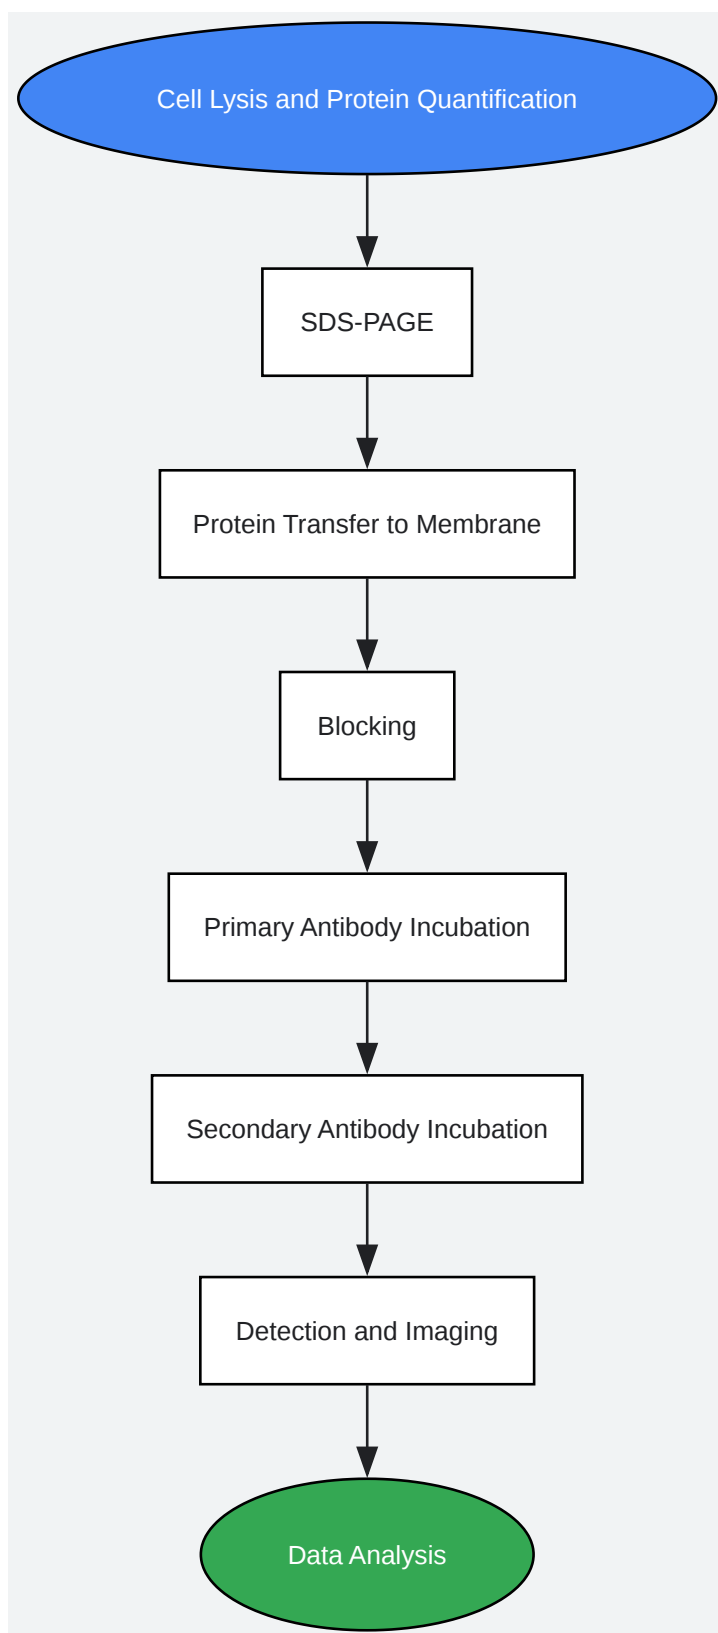 Cell Lysis and Protein Quantification
SDS-PAGE
Protein Transfer to Membrane
Blocking
Primary Antibody Incubation
Secondary Antibody Incubation
Detection and Imaging
Data Analysis